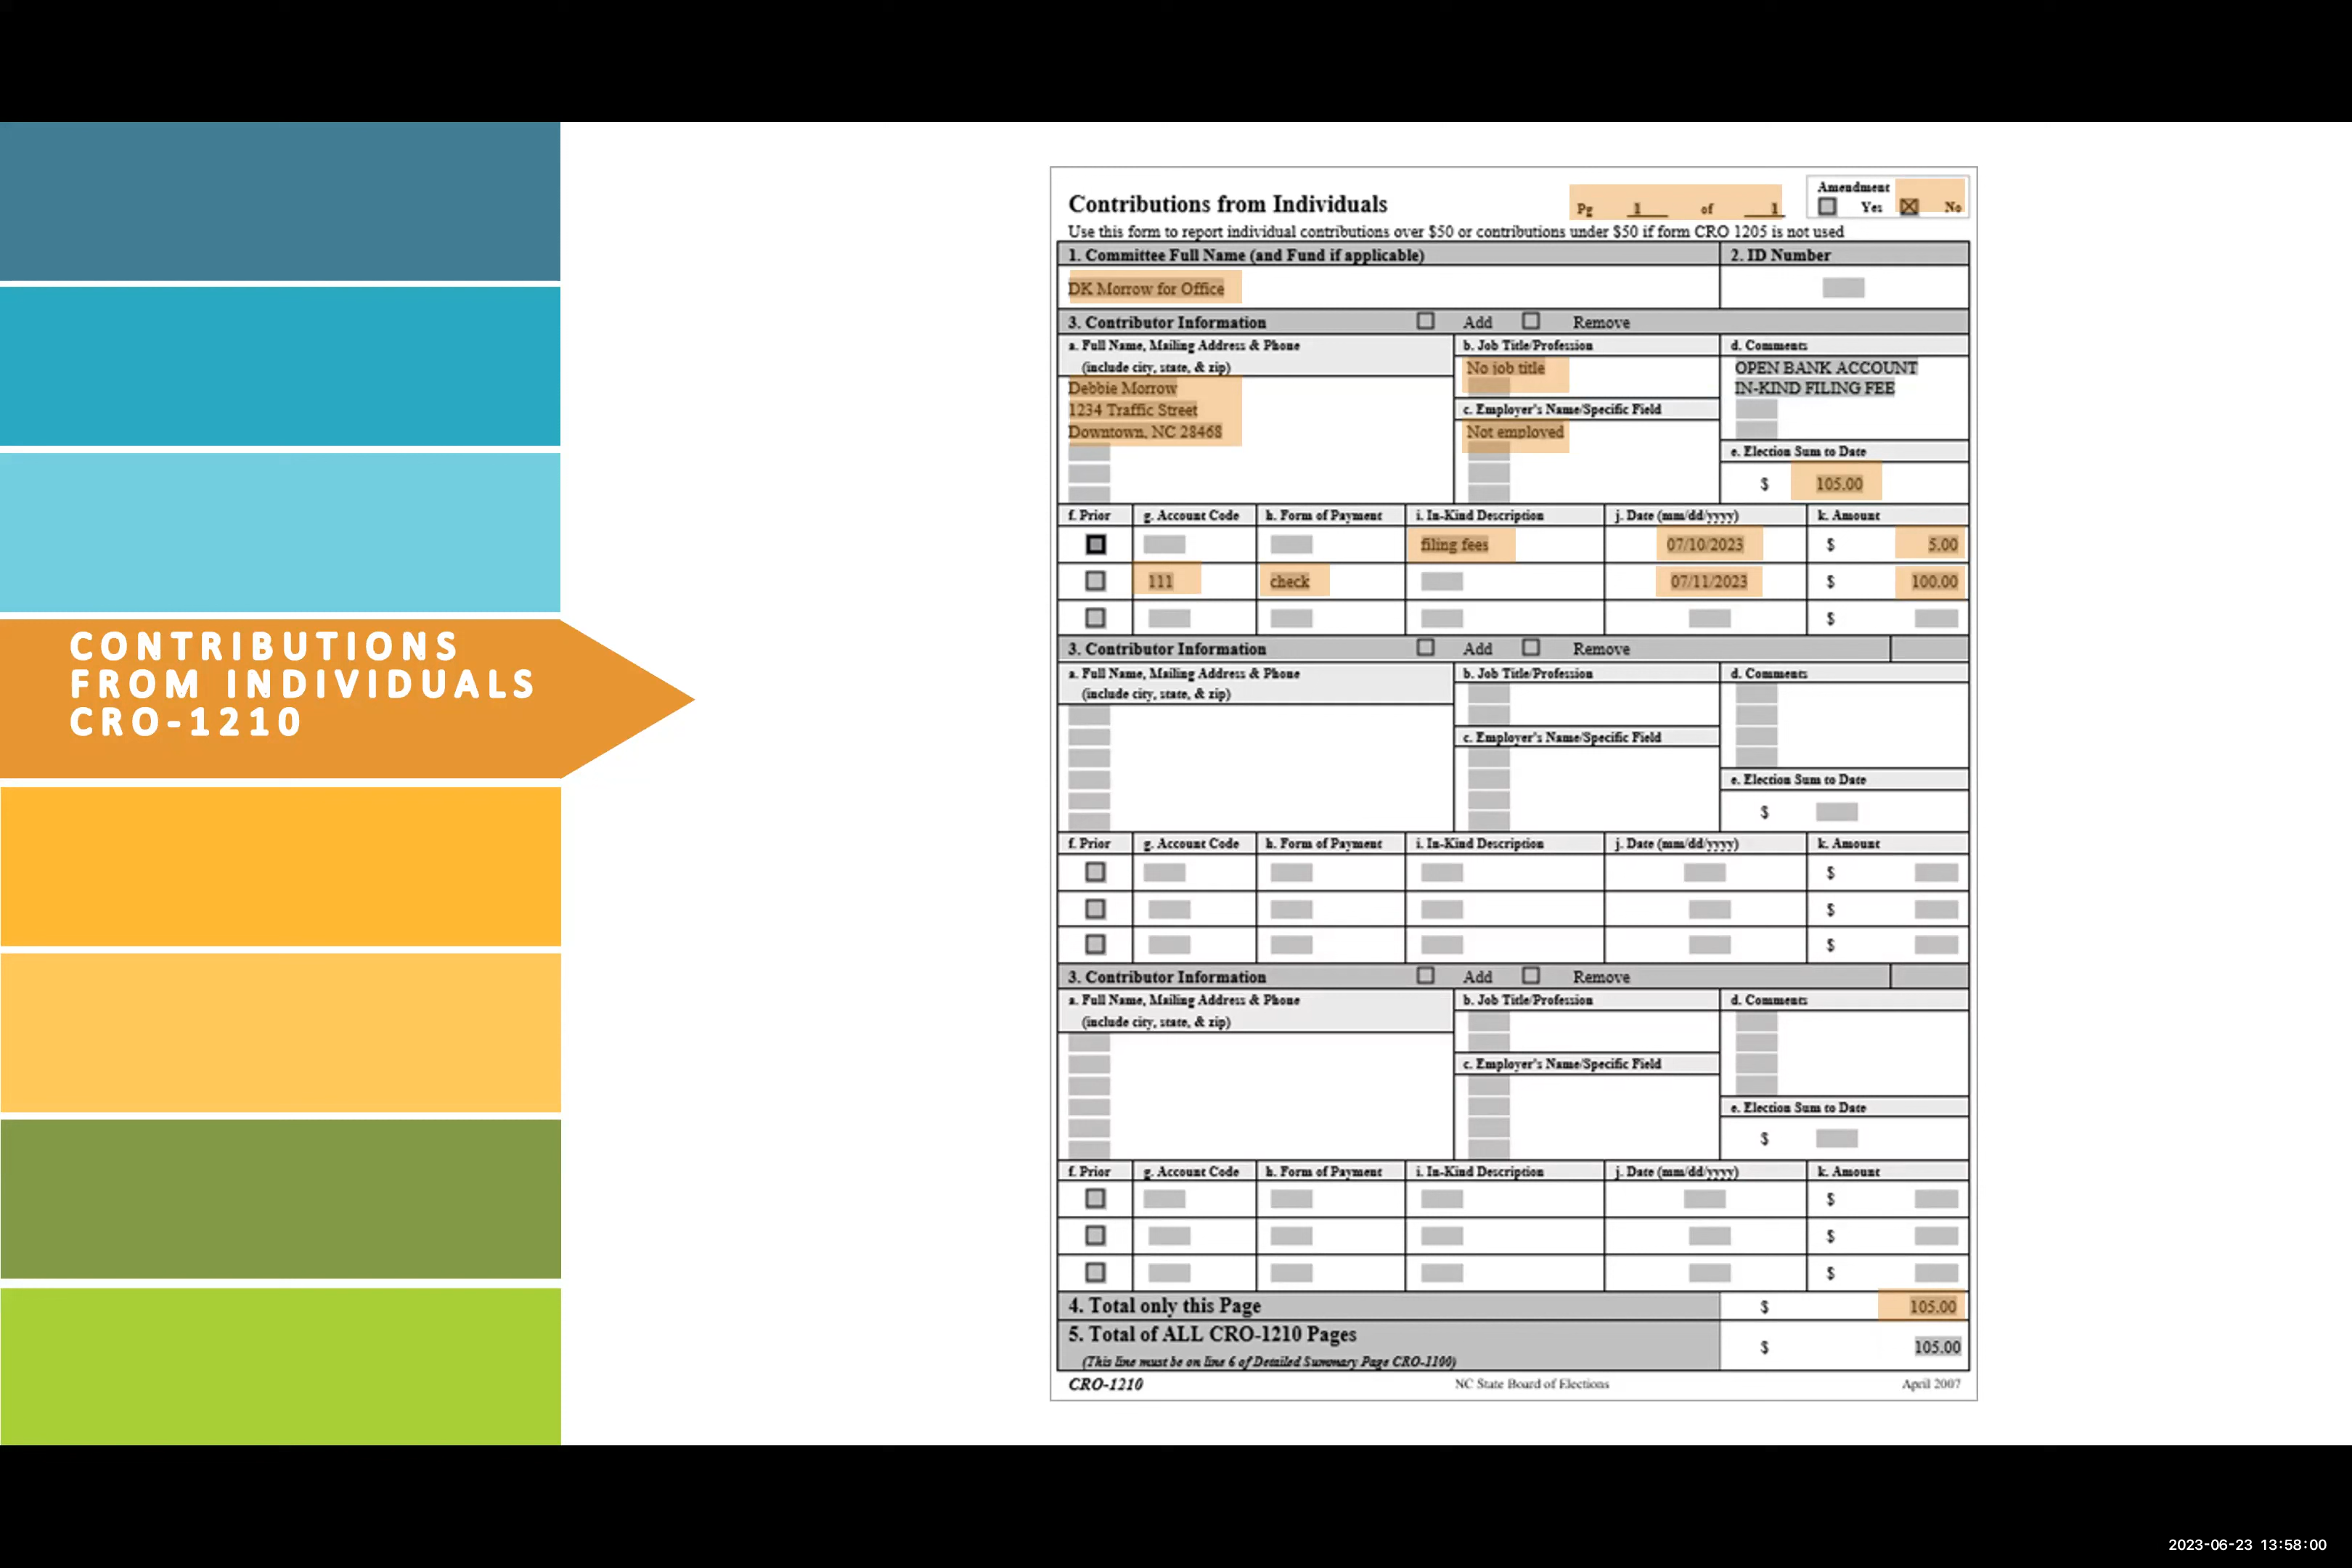 CONTRIBUTIONS
FROM INDIVIDUALS
CRO-1210
Contributions from Individuals
Pg 1 of 1
Amendment
Yes No
Use this form to report individual contributions over $50 or contributions under $50 if form CRO 1205 is not used
1. Committee Full Name (and Fund if applicable) 2. ID Number
DK Morrow for Office
3. Contributor Information Add Remove
a. Full Name, Mailing Address & Phone
(include city, state, & zip)
Debbie Morrow
1234 Traffic Street
Downtown, NC 28468
b. Job Title/Profession
No job title
c. Employer's Name/Specific Field
Not employed
d. Comments
OPEN BANK ACCOUNT
IN-KIND FILING FEE
e. Election Sum to Date
$ 105.00
f. Prior g. Account Code h. Form of Payment i. In-Kind Description j. Date (mm/dd/yyyy) k. Amount
filing fees 07/10/2023 $ 5.00
111 check 07/11/2023 $ 100.00
$
3. Contributor Information Add Remove
a. Full Name, Mailing Address & Phone
(include city, state, & zip)
b. Job Title/Profession
c. Employer's Name/Specific Field
d. Comments
e. Election Sum to Date
$
f. Prior g. Account Code h. Form of Payment i. In-Kind Description j. Date (mm/dd/yyyy) k. Amount
$
$
$
3. Contributor Information Add Remove
a. Full Name, Mailing Address & Phone
(include city, state, & zip)
b. Job Title/Profession
c. Employer's Name/Specific Field
d. Comments
e. Election Sum to Date
$
f. Prior g. Account Code h. Form of Payment i. In-Kind Description j. Date (mm/dd/yyyy) k. Amount
$
$
$
4. Total only this Page $ 105.00
5. Total of ALL CRO-1210 Pages
(This line must be on line 6 of Detailed Summary Page CRO-1100)
$ 105.00
CRO-1210 NC State Board of Elections April 2007
2023-06-23 13:58:00